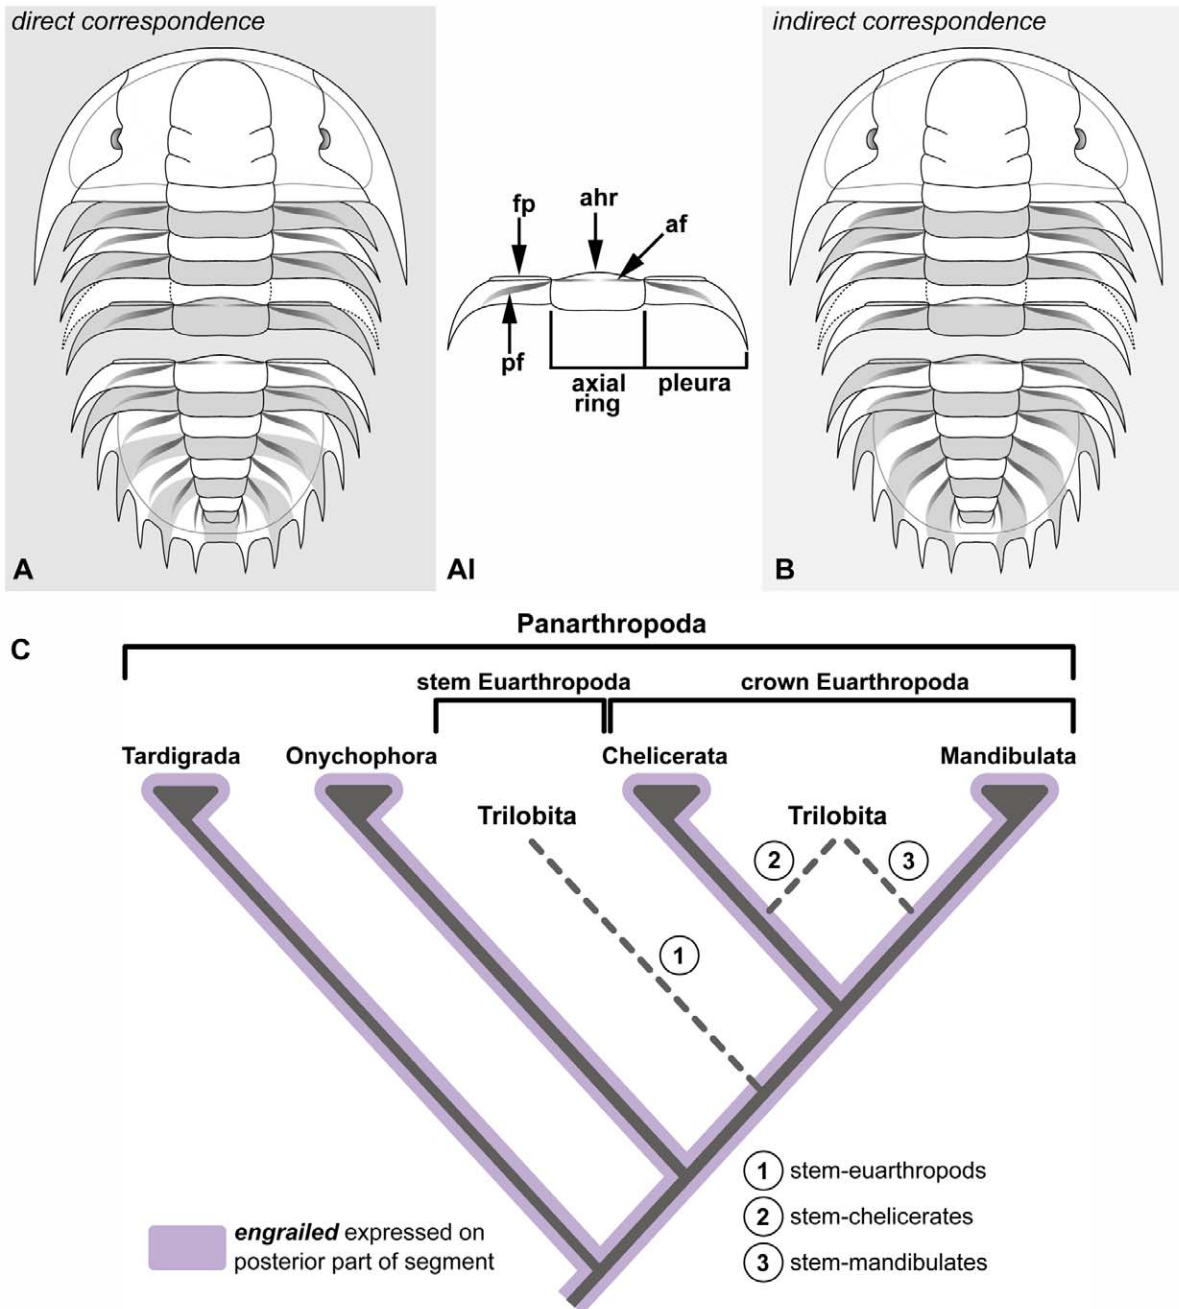 direct correspondence
indirect correspondence
fp
ahr
af
pf
axial
ring
pleura
A
AI
B
C
Panarthropoda
stem Euarthropoda
crown Euarthropoda
Tardigrada
Onychophora
Chelicerata
Mandibulata
Trilobita
Trilobita
2
3
1
1 stem-euarthropods
2 stem-chelicerates
3 stem-mandibulates
engrailed expressed on
posterior part of segment